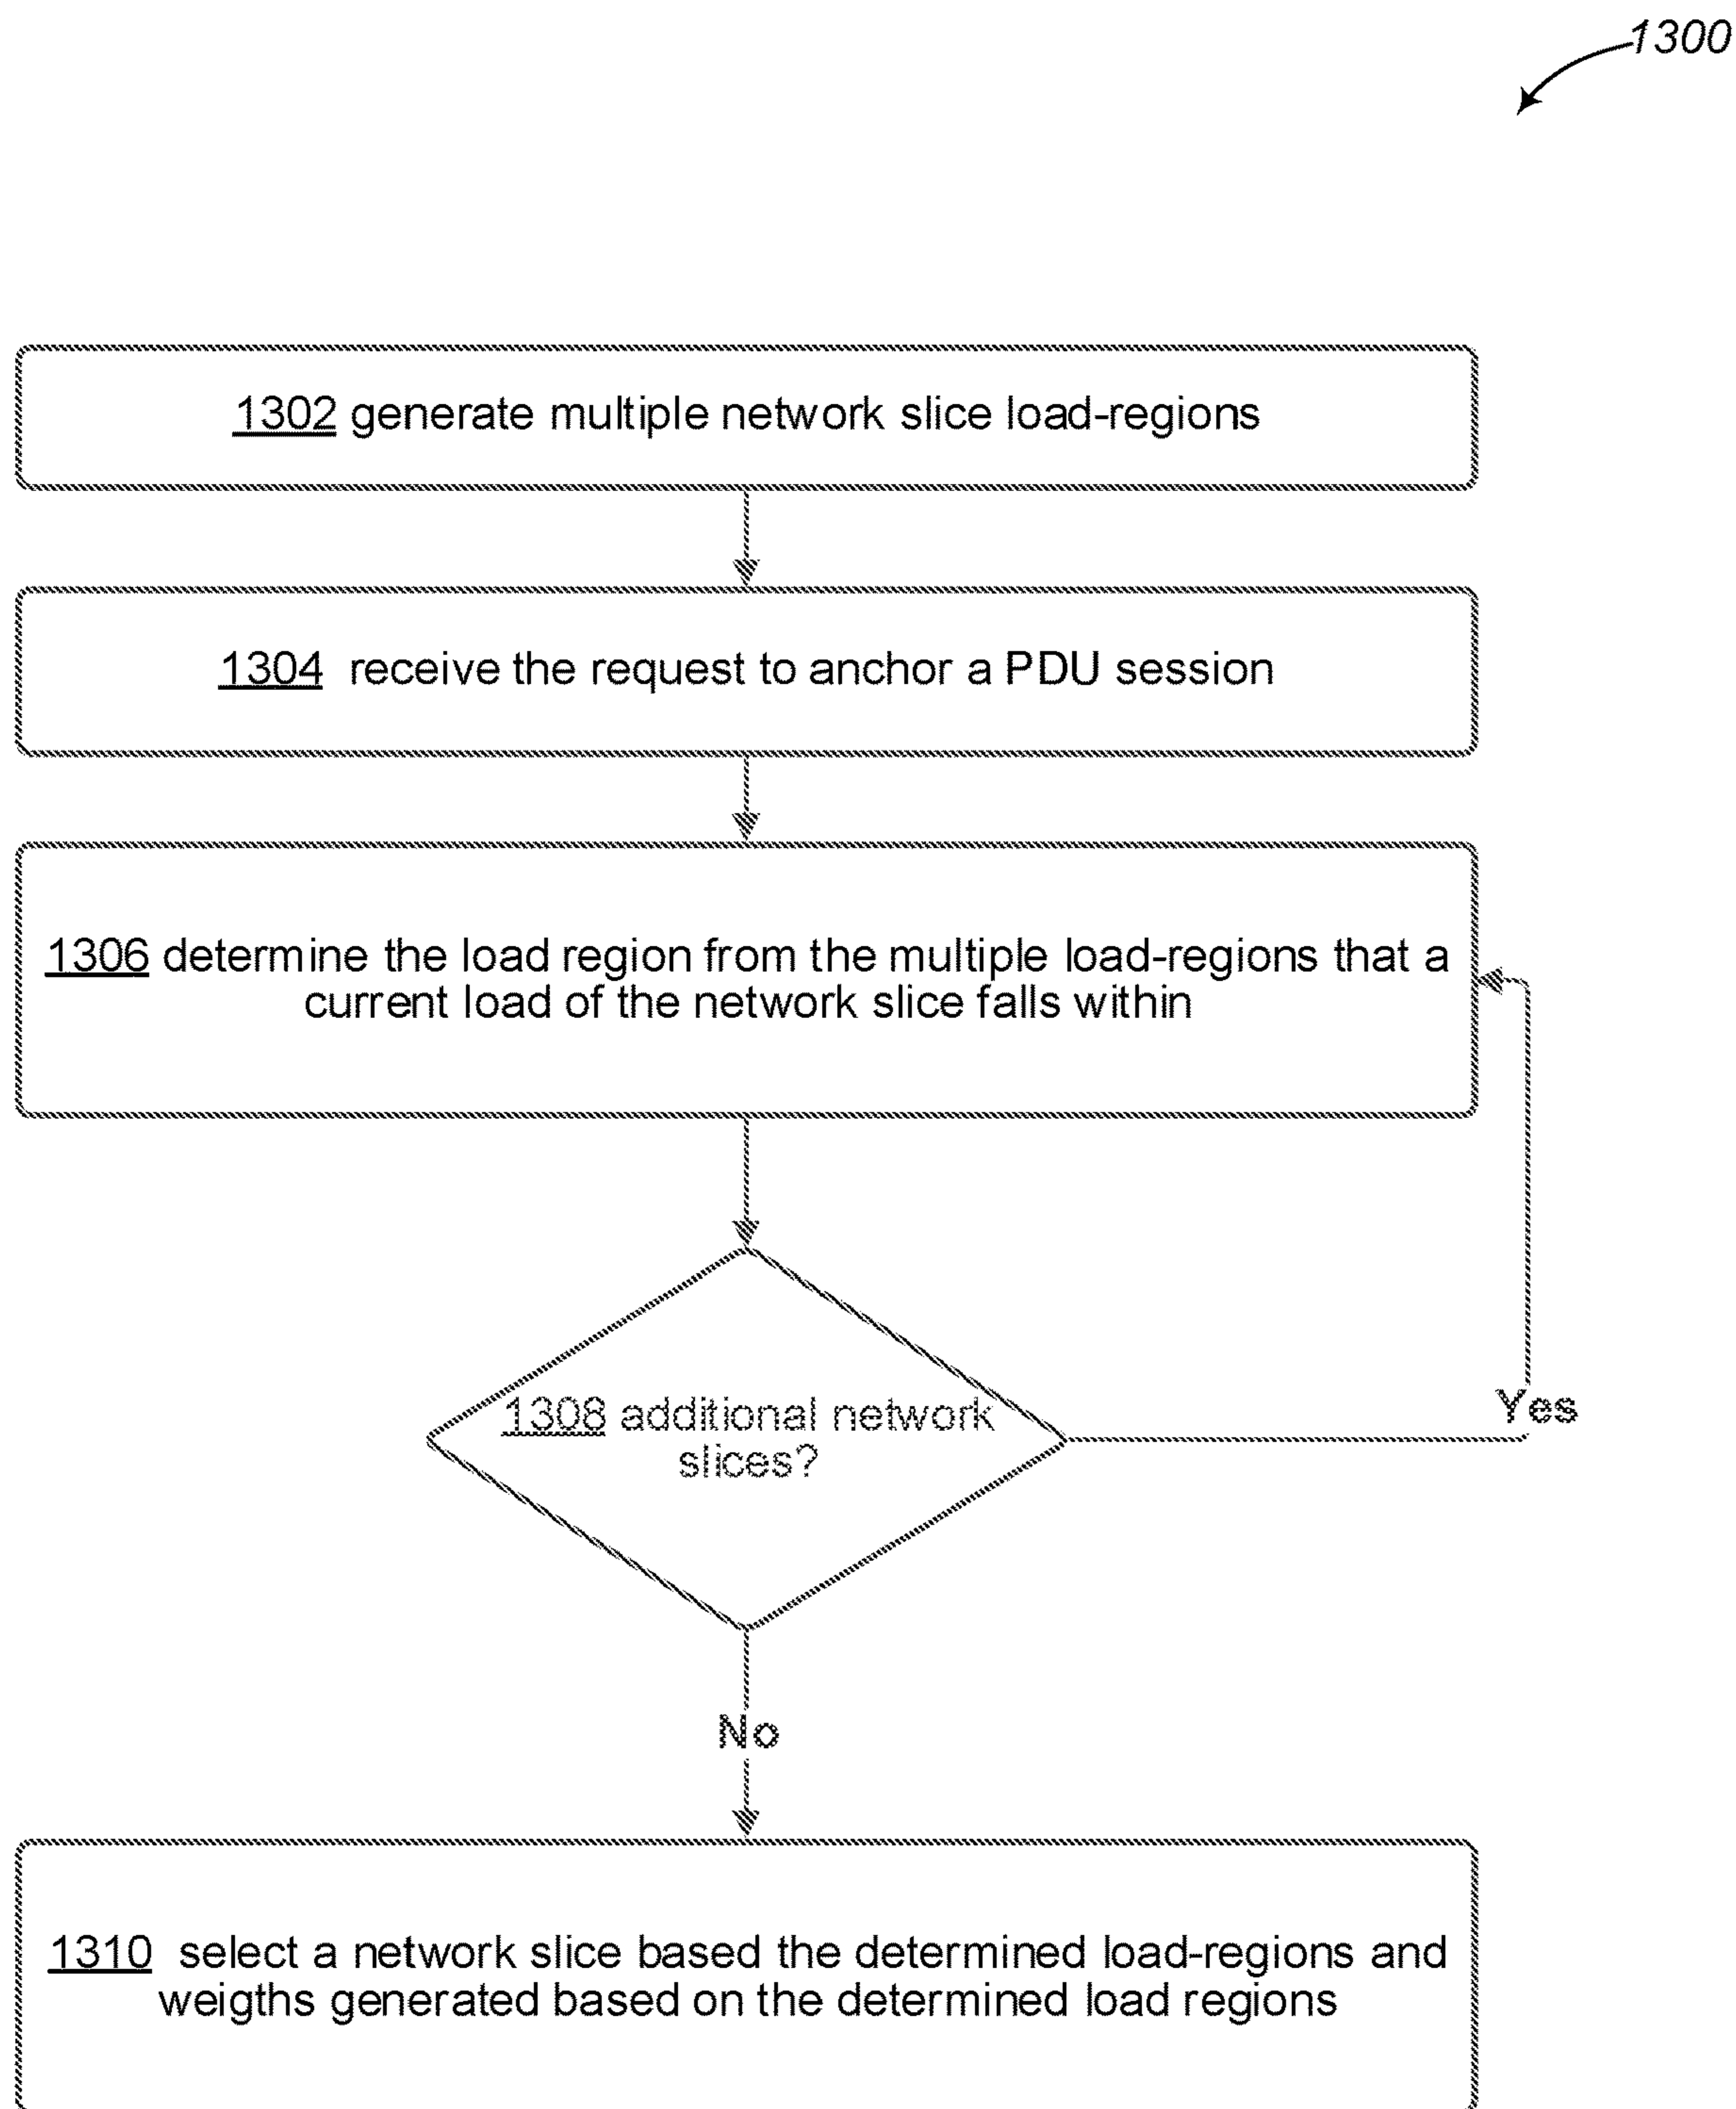 1300
1302 generate multiple network slice load-regions
1304 receive the request to anchor a PDU session
1306 determine the load region from the multiple load-regions that a
current load of the network slice falls within
1308 additional network
slices?
Yes
No
1310 select a network slice based the determined load-regions and
weigths generated based on the determined load regions